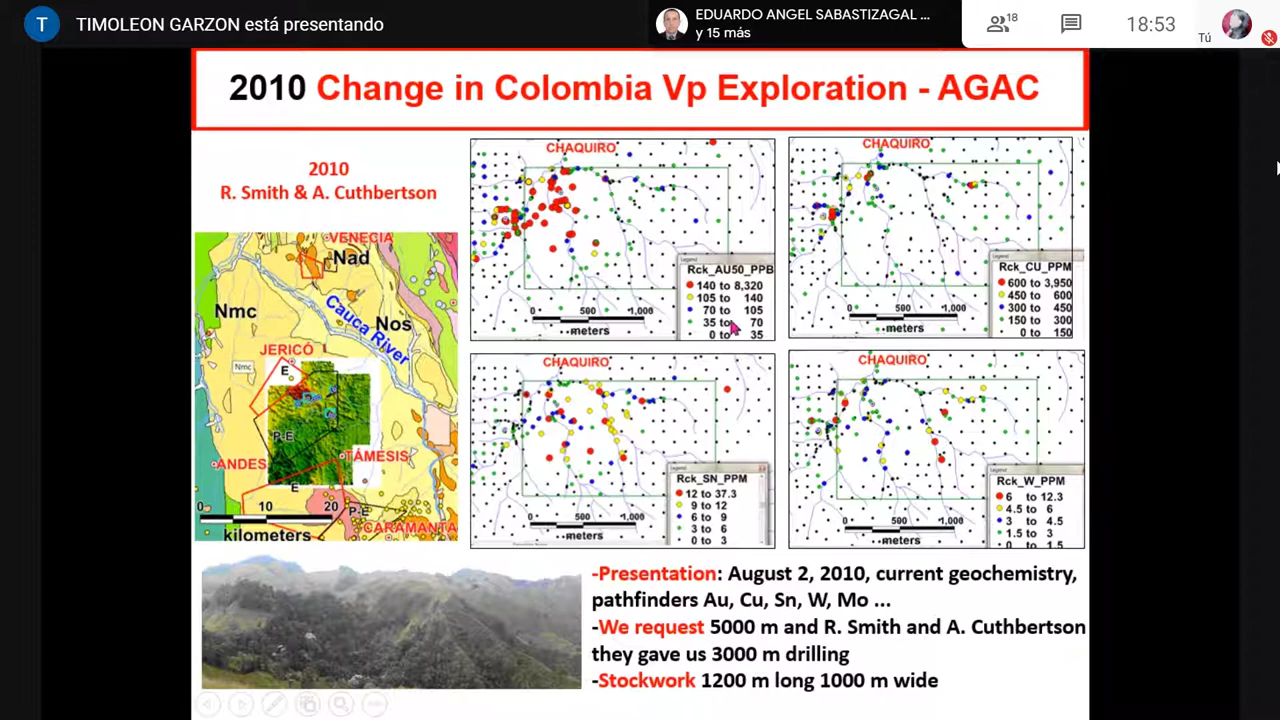 T TIMOLEON GARZON está presentando
EDUARDO ANGEL SABASTIZAGAL ...
y 15 más
18
18:53
Tú
2010 Change in Colombia Vp Exploration - AGAC
2010
R. Smith & A. Cuthbertson
VENECIA
Nad
Nmc
Cauca River
Nos
JERICÓ
Nmc
E
P-E
ANDES
TÁMESIS
E
0 10 20
P-E
CARAMANTA
kilometers
CHAQUIRO
Legend
Rck_AU50_PPB
140 to 8,320
105 to 140
70 to 105
35 to 70
0 to 35
0 500 1,000
meters
CHAQUIRO
Legend
Rck_CU_PPM
600 to 3,950
450 to 600
300 to 450
150 to 300
0 to 150
0 500 1,000
meters
CHAQUIRO
Legend
Rck_SN_PPM
12 to 37.3
9 to 12
6 to 9
3 to 6
0 to 3
0 500 1,000
meters
CHAQUIRO
Legend
Rck_W_PPM
6 to 12.3
4.5 to 6
3 to 4.5
1.5 to 3
0 to 1.5
0 500 1,000
meters
-Presentation: August 2, 2010, current geochemistry,
pathfinders Au, Cu, Sn, W, Mo ...
-We request 5000 m and R. Smith and A. Cuthbertson
they gave us 3000 m drilling
-Stockwork 1200 m long 1000 m wide